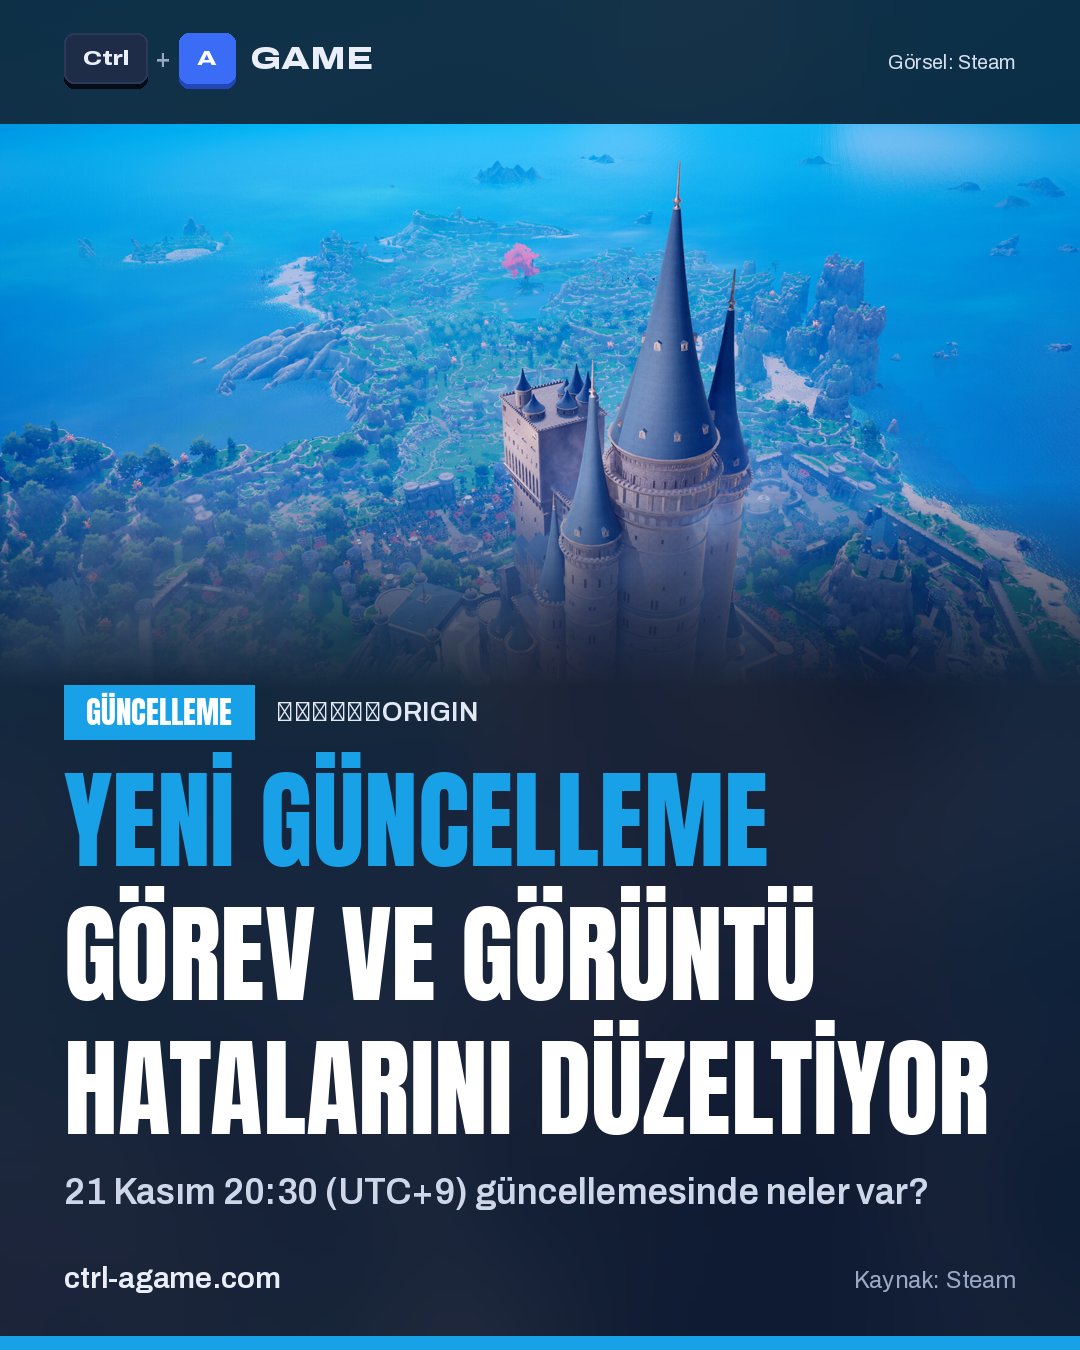 Ctrl + A GAME
Görsel: Steam
GÜNCELLEME
ORIGIN
YENİ GÜNCELLEME
GÖREV VE GÖRÜNTÜ
HATALARINI DÜZELTİYOR
21 Kasım 20:30 (UTC+9) güncellemesinde neler var?
ctrl-agame.com
Kaynak: Steam